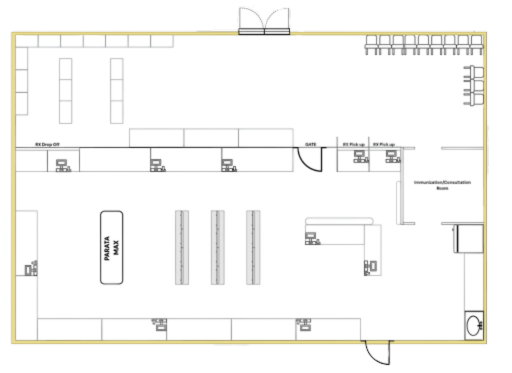 RX Drop Off
GATE
RX Pick up
RX Pick up
Immunization/Consultation
Room
PARATA
MAX